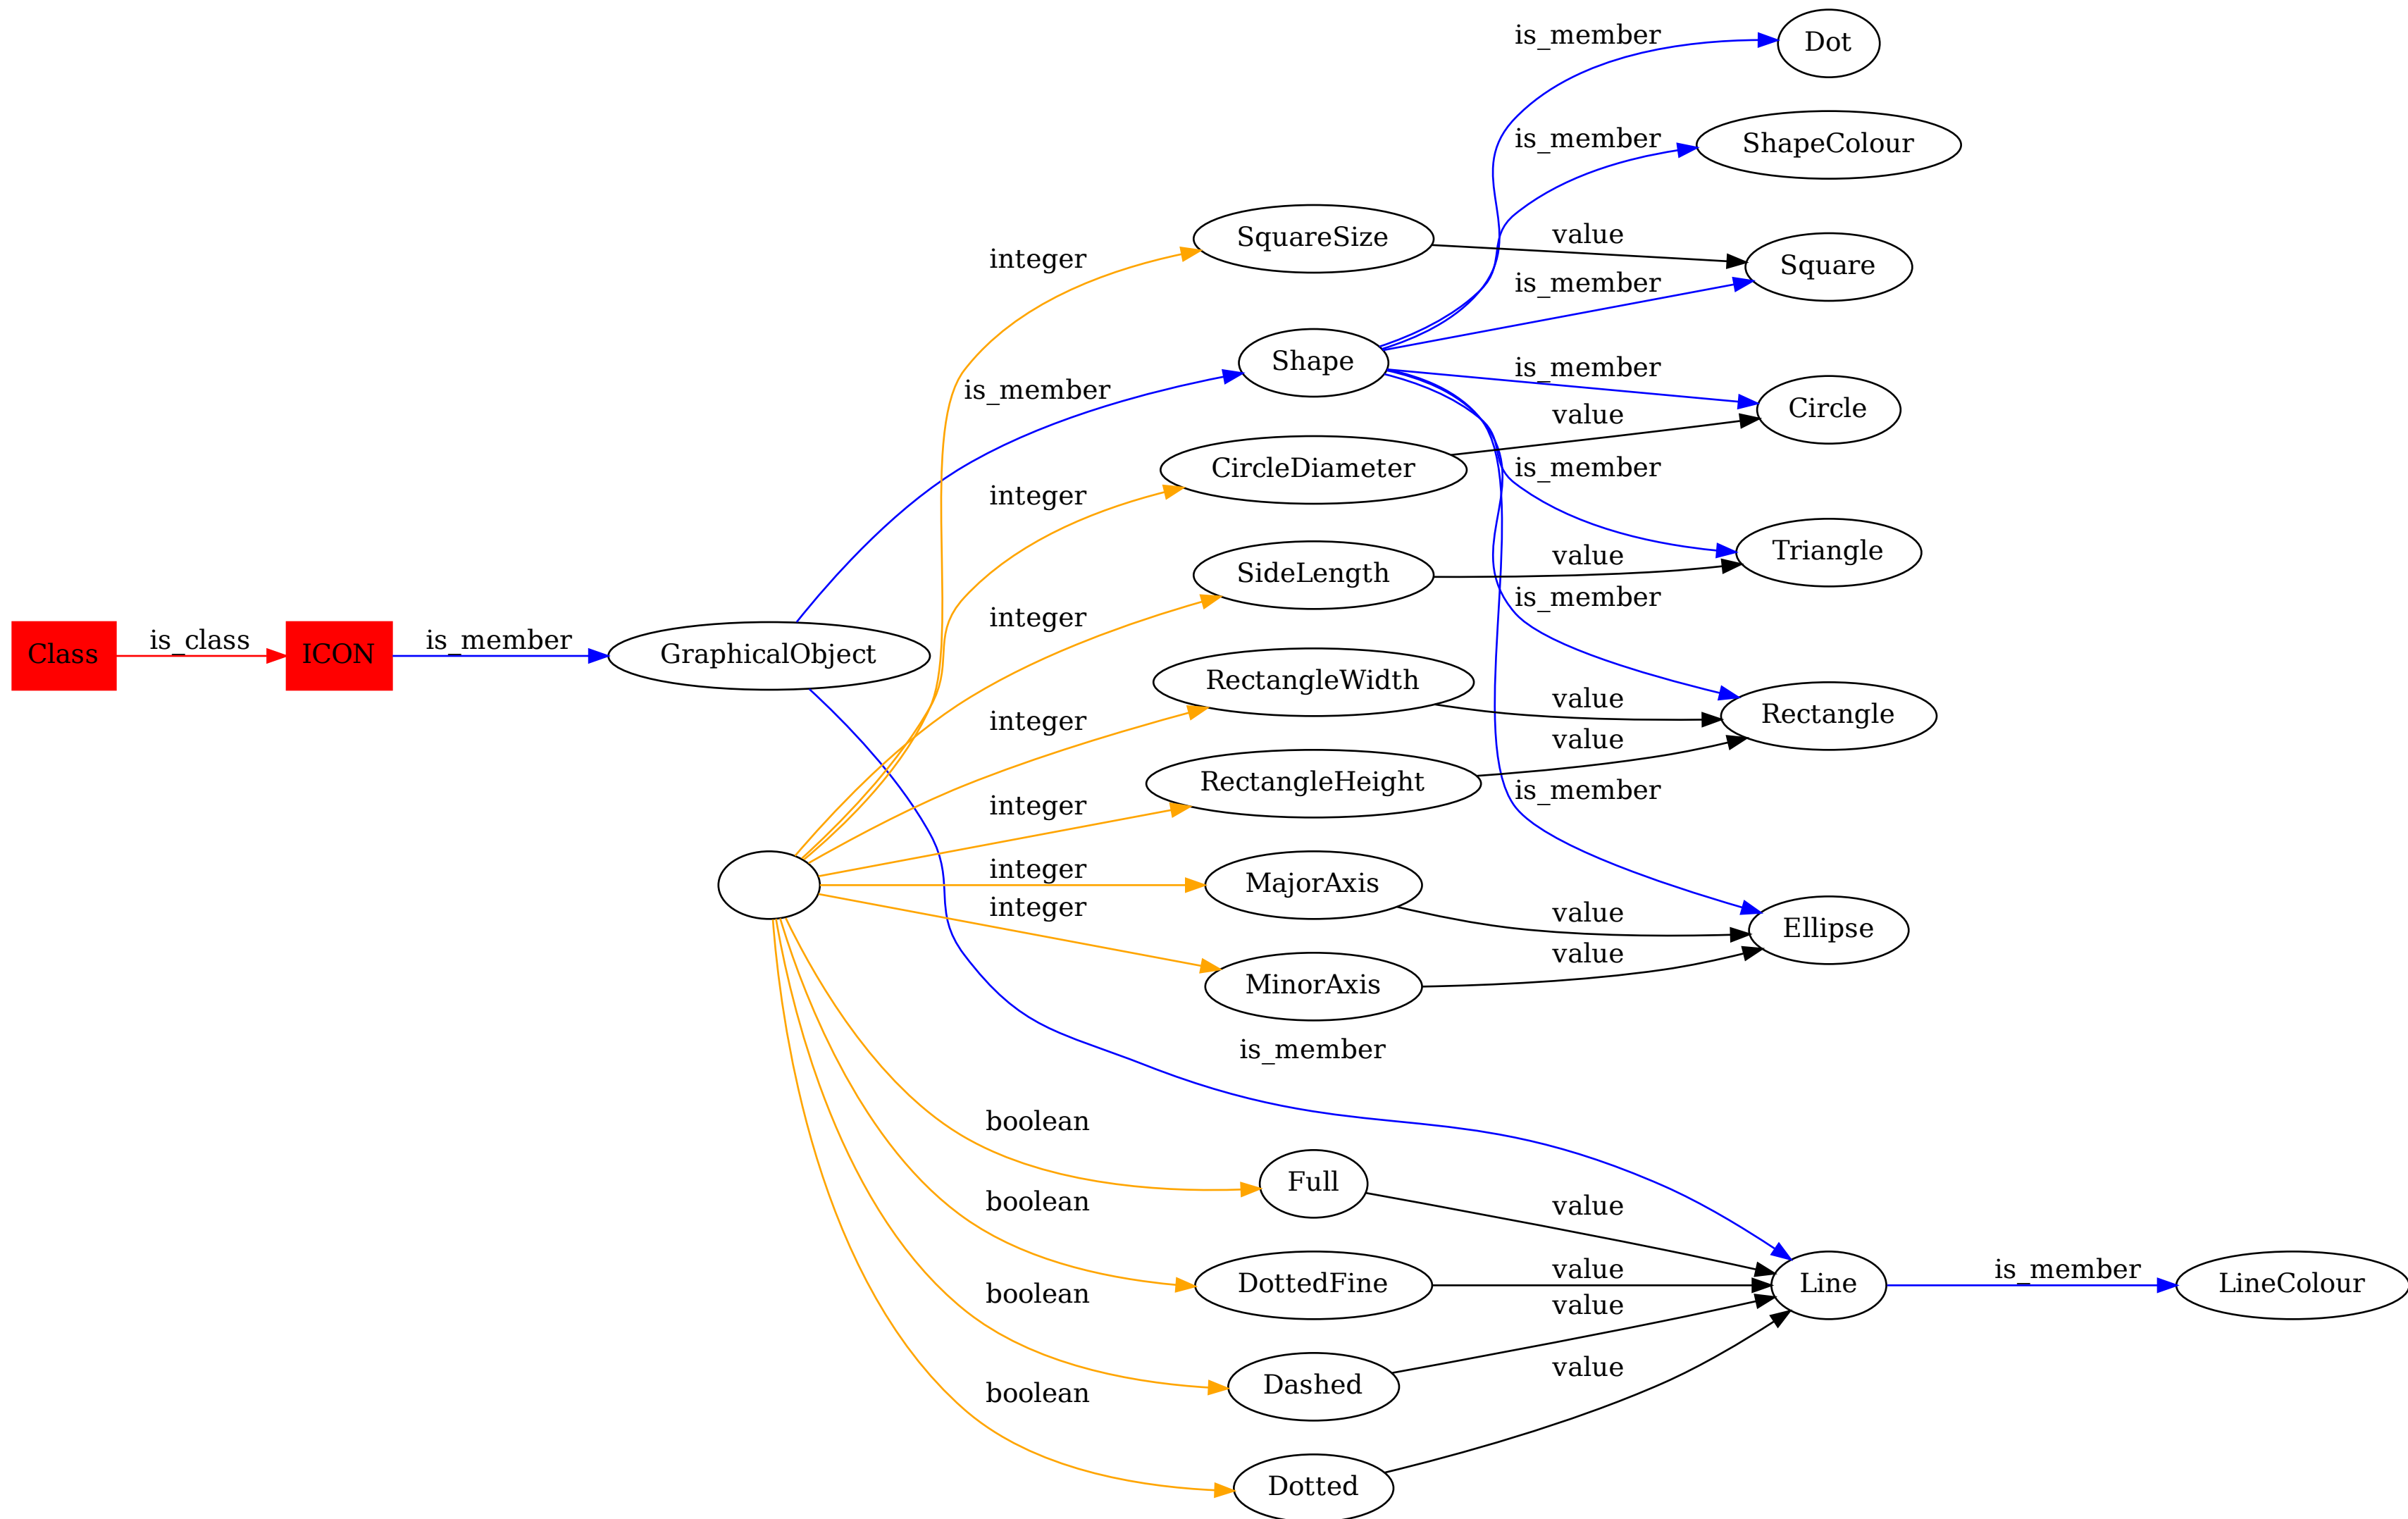 Class
is_class
ICON
is_member
GraphicalObject
is_member
is_member
integer
integer
integer
integer
integer
integer
integer
boolean
boolean
boolean
boolean
SquareSize
Shape
CircleDiameter
SideLength
RectangleWidth
RectangleHeight
MajorAxis
MinorAxis
Full
DottedFine
Dashed
Dotted
is_member
is_member
value
is_member
is_member
value
is_member
value
is_member
value
value
is_member
value
value
value
value
value
value
Dot
ShapeColour
Square
Circle
Triangle
Rectangle
Ellipse
Line
is_member
LineColour